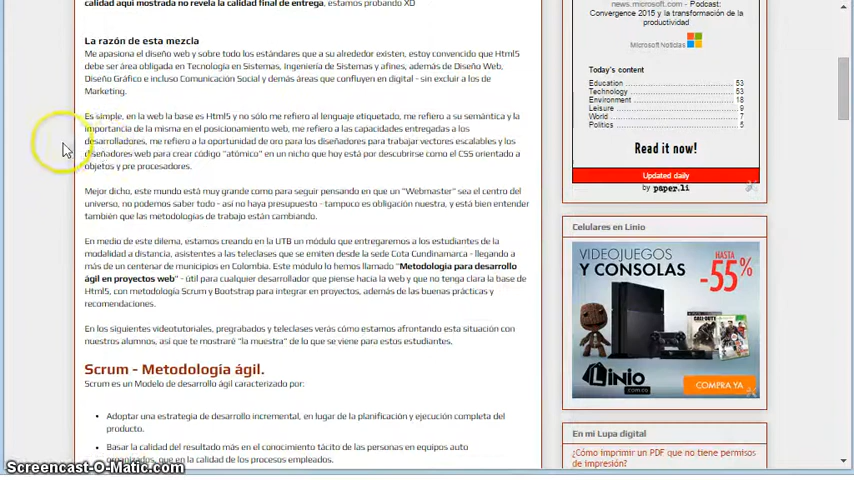 calidad aquí mostrada no revela la calidad final de entrega, estamos probando XD
La razón de esta mezcla
Me apasiona el diseño web y sobre todo los estándares que a su alrededor existen, estoy convencido que Html5
debe ser área obligada en Tecnología en Sistemas, Ingeniería de Sistemas y afines, además de Diseño Web,
Diseño Gráfico e incluso Comunicación Social y demás áreas que confluyen en digital - sin excluir a los de
Marketing.
Es simple, en la web la base es Html5 y no sólo me refiero al lenguaje etiquetado, me refiero a su semántica y la
importancia de la misma en el posicionamiento web, me refiero a las capacidades entregadas a los
desarrolladores, me refiero a la oportunidad de oro para los diseñadores para trabajar vectores escalables y los
diseñadores web para crear código "atómico" en un nicho que hoy está por descubrirse como el CSS orientado a
objetos y pre procesadores.
Mejor dicho, este mundo está muy grande como para seguir pensando en que un "Webmaster" sea el centro del
universo, no podemos saber todo - así no haya presupuesto - tampoco es obligación nuestra, y está bien entender
también que las metodologías de trabajo están cambiando.
En medio de este dilema, estamos creando en la UTB un módulo que entregaremos a los estudiantes de la
modalidad a distancia, asistentes a las teleclases que se emiten desde la sede Cota Cundinamarca - llegando a
más de un centenar de municipios en Colombia. Este módulo lo hemos llamado "Metodología para desarrollo
ágil en proyectos web" - útil para cualquier desarrollador que piense hacia la web y que no tenga clara la base de
Html5, con metodología Scrum y Bootstrap para integrar en proyectos, además de las buenas prácticas y
recomendaciones.
En los siguientes videotutoriales, pregrabados y teleclases verás cómo estamos afrontando esta situación con
nuestros alumnos, así que te mostraré "la muestra" de lo que se viene para estos estudiantes.
Scrum - Metodología ágil.
Scrum es un Modelo de desarrollo ágil caracterizado por:
• Adoptar una estrategia de desarrollo incremental, en lugar de la planificación y ejecución completa del
producto.
• Basar la calidad del resultado más en el conocimiento tácito de las personas en equipos auto
organizados, que en la calidad de los procesos empleados.
news.microsoft.com - Podcast:
Convergence 2015 y la transformación de la
productividad
Microsoft Noticias
Today's content
Education 53
Technology 53
Environment 18
Leisure 9
World 7
Politics 5
Read it now!
Updated daily
by paper.li
Celulares en Linio
VIDEOJUEGOS
Y CONSOLAS
HASTA
-55%
CALL OF DUTY
Linio
.com.co
COMPRA YA
En mi Lupa digital
¿Cómo imprimir un PDF que no tiene permisos
de impresión?
Screencast-O-Matic.com